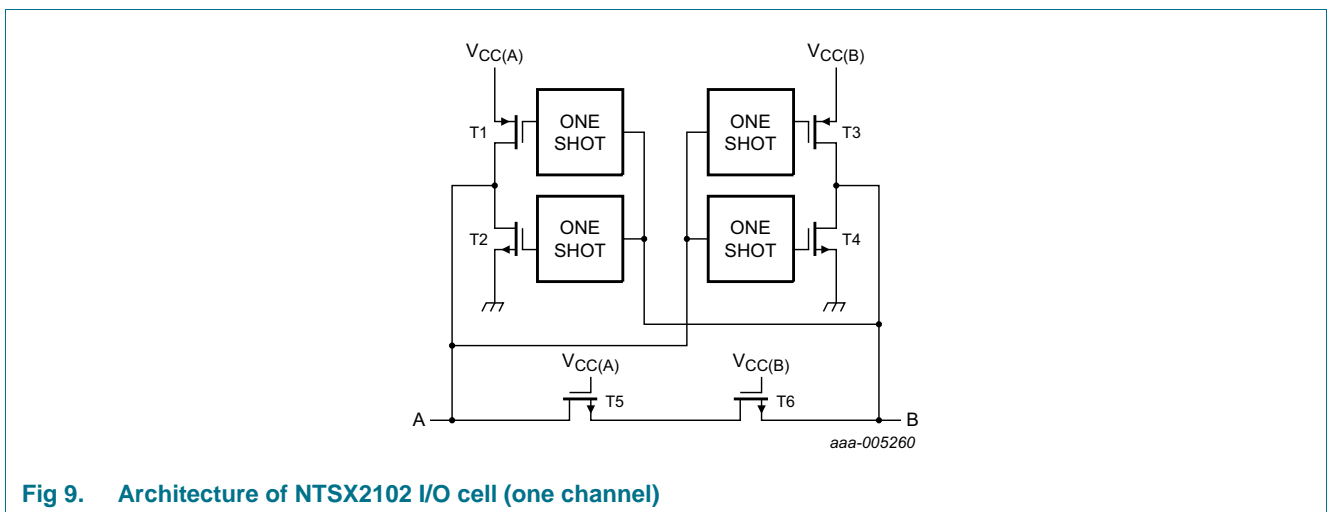 VCC(A)
VCC(B)
T1
ONE
SHOT
ONE
SHOT
T3
T2
ONE
SHOT
ONE
SHOT
T4
VCC(A)
VCC(B)
T5
T6
A
B
aaa-005260
Fig 9. Architecture of NTSX2102 I/O cell (one channel)